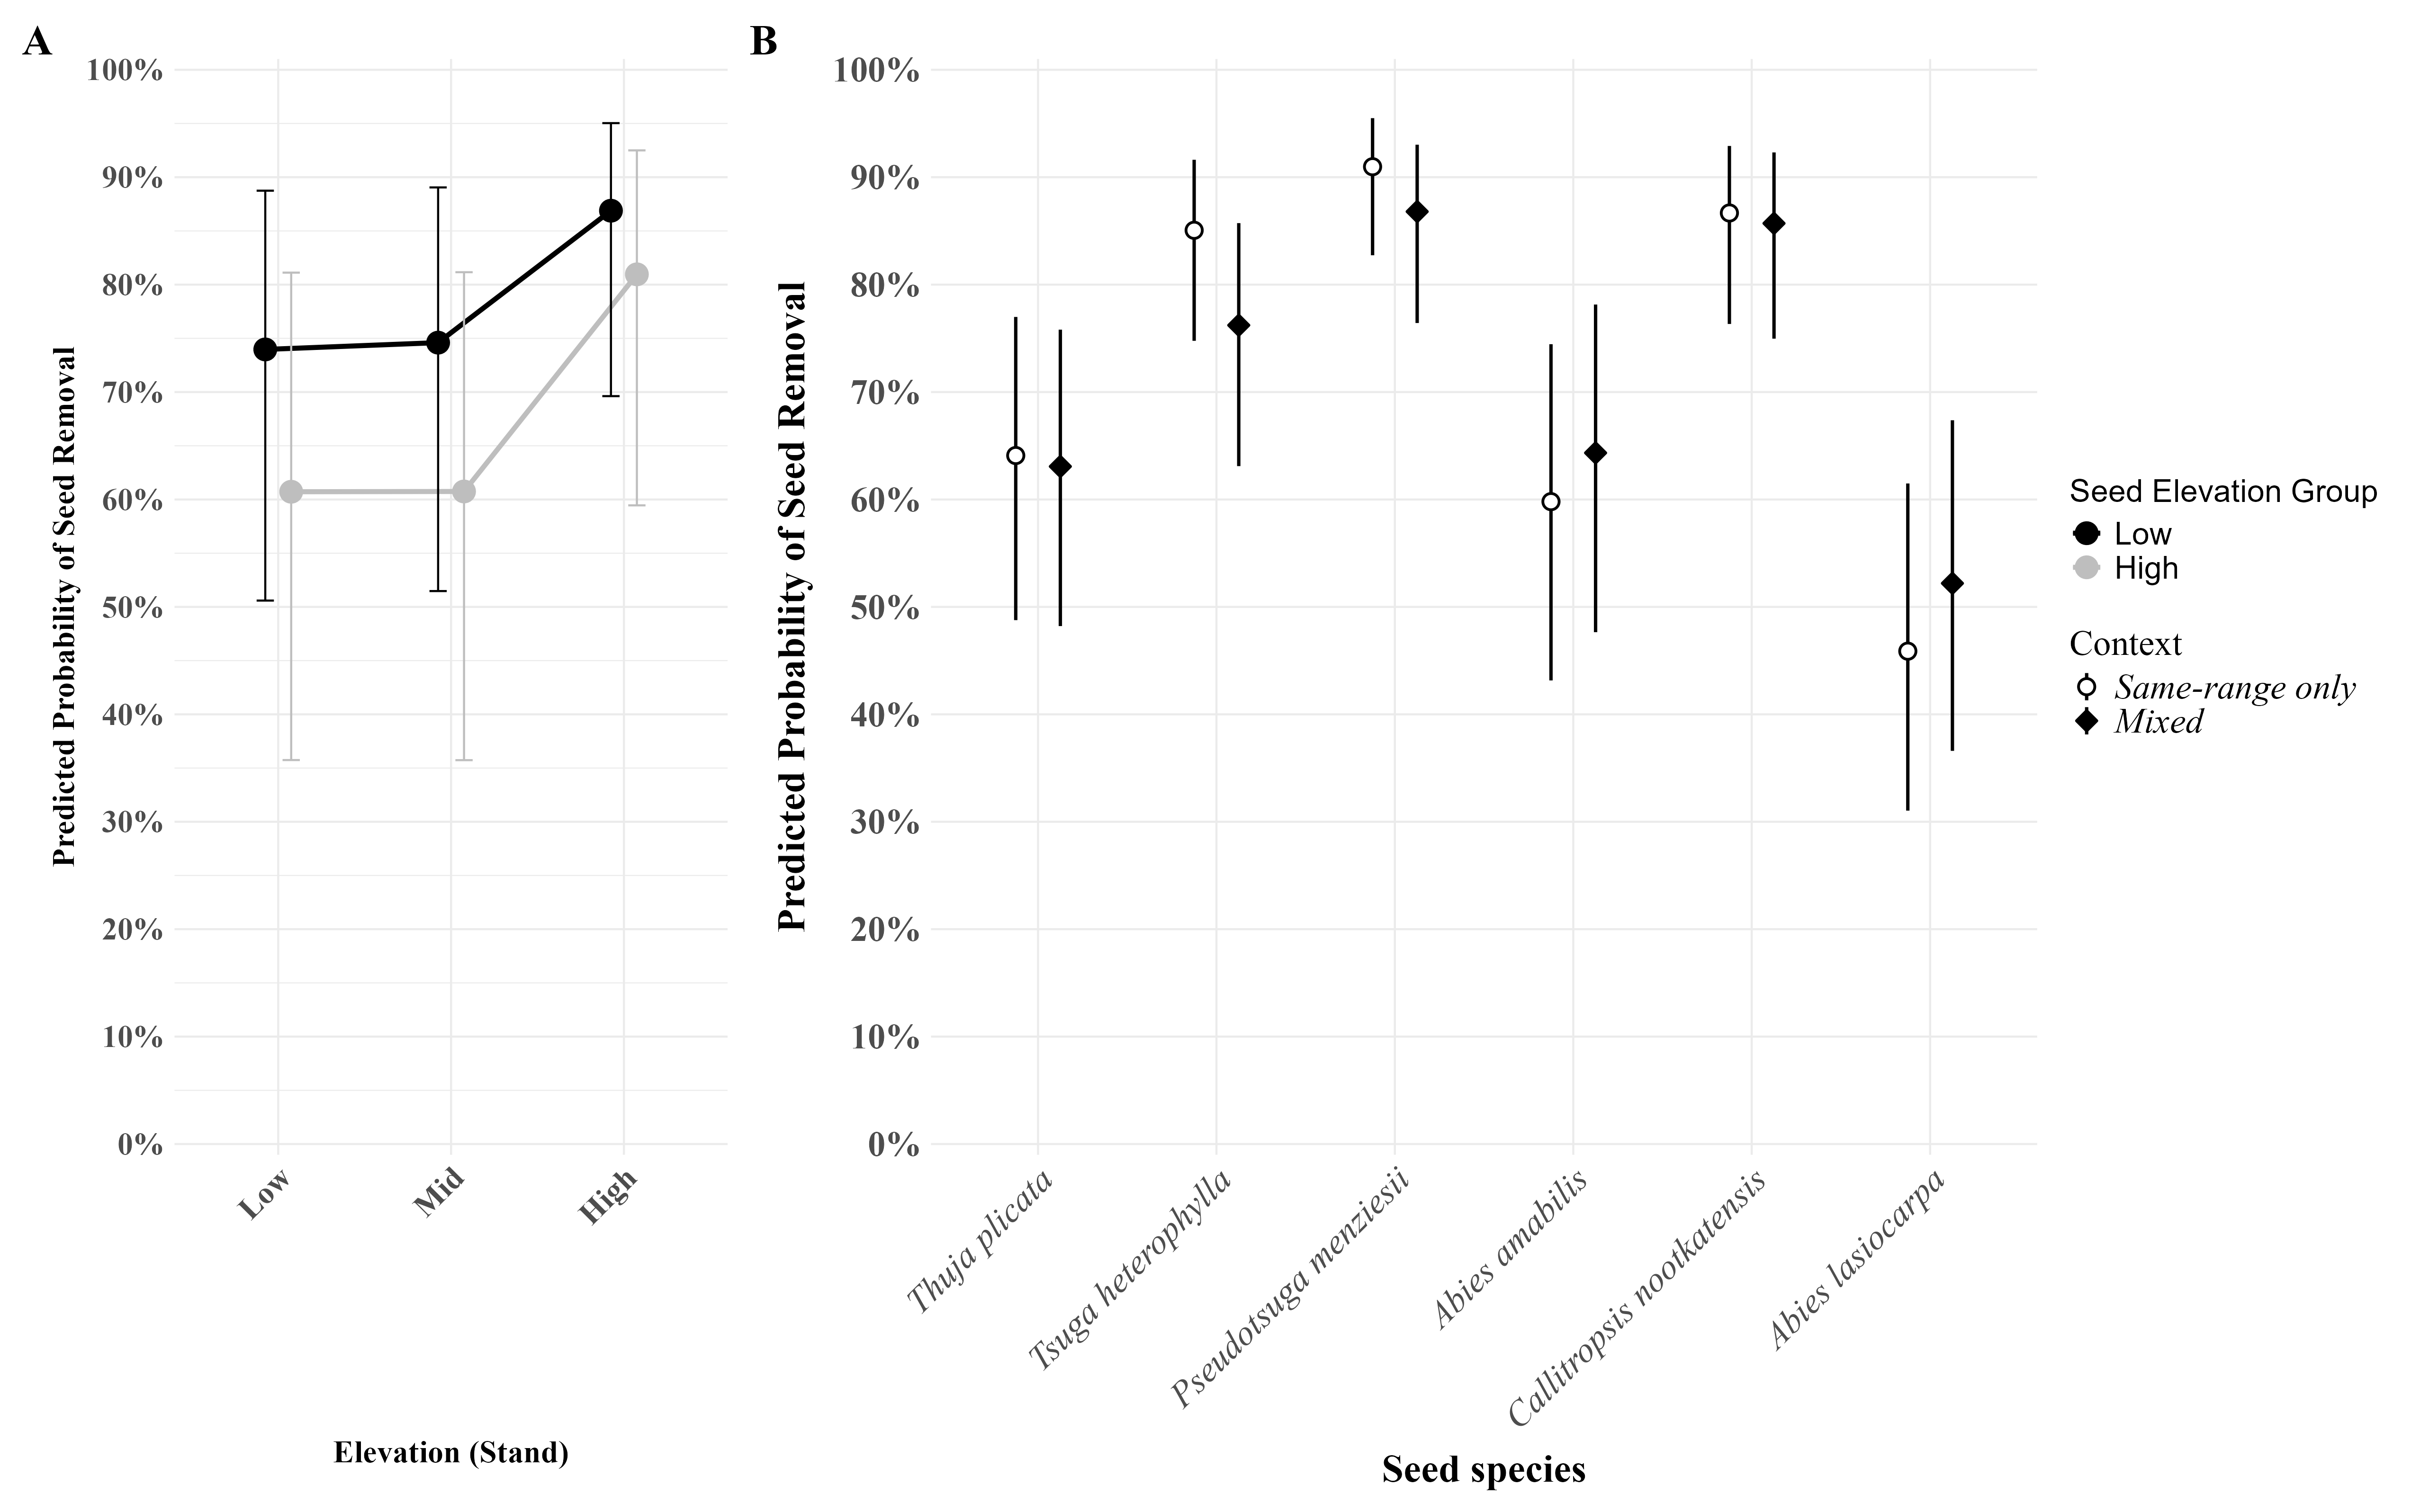 A
Predicted Probability of Seed Removal
100%
90%
80%
70%
60%
50%
40%
30%
20%
10%
0%
Low
Mid
High
Elevation (Stand)
B
Predicted Probability of Seed Removal
100%
90%
80%
70%
60%
50%
40%
30%
20%
10%
0%
Thuja plicata
Tsuga heterophylla
Pseudotsuga menziesii
Abies amabilis
Callitropsis nootkatensis
Abies lasiocarpa
Seed species
Seed Elevation Group
Low
High
Context
Same-range only
Mixed